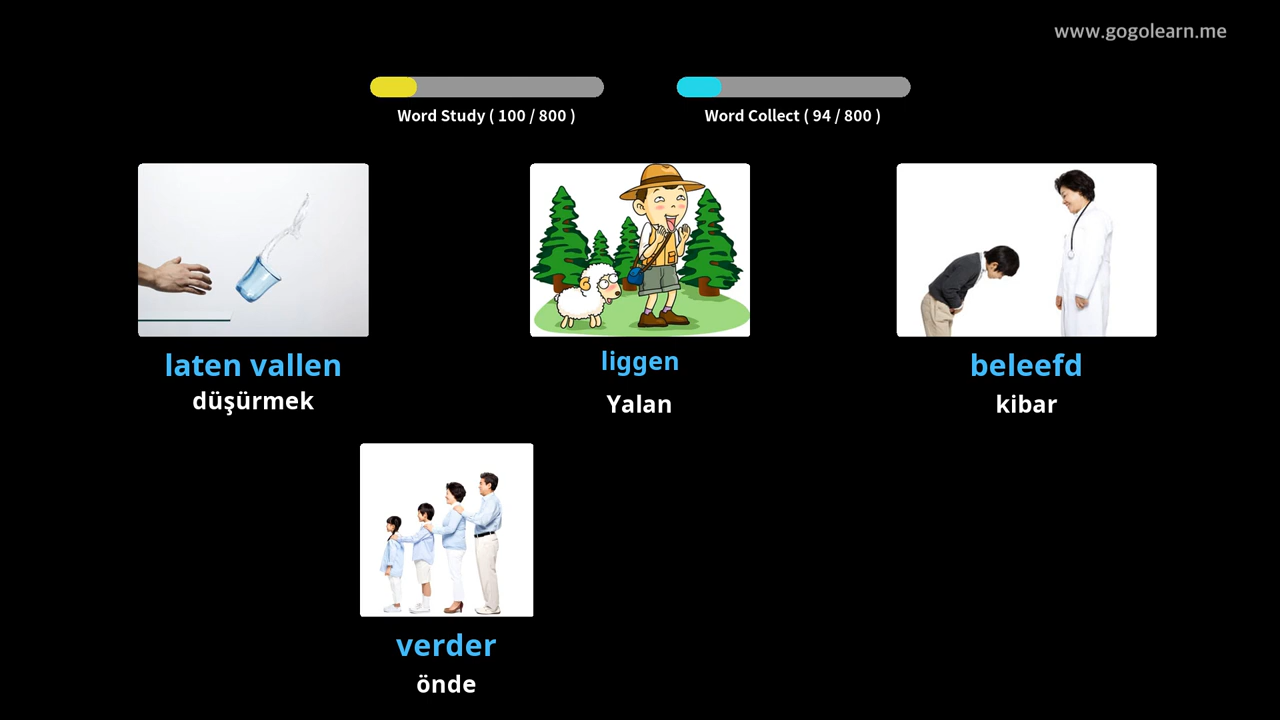 www.gogolearn.me
Word Study ( 100 / 800 )
Word Collect ( 94 / 800 )
laten vallen
düşürmek
liggen
Yalan
beleefd
kibar
verder
önde